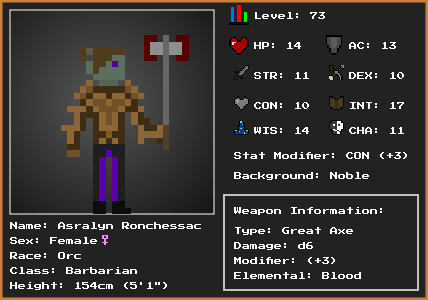 Level: 73
HP: 14 AC: 13
STR: 11 DEX: 10
CON: 10 INT: 17
WIS: 14 CHA: 11
Stat Modifier: CON (+3)
Background: Noble
Name: Asralyn Ronchessac
Sex: Female♀
Race: Orc
Class: Barbarian
Height: 154cm (5'1")
Weapon Information:
Type: Great Axe
Damage: d6
Modifier: (+3)
Elemental: Blood